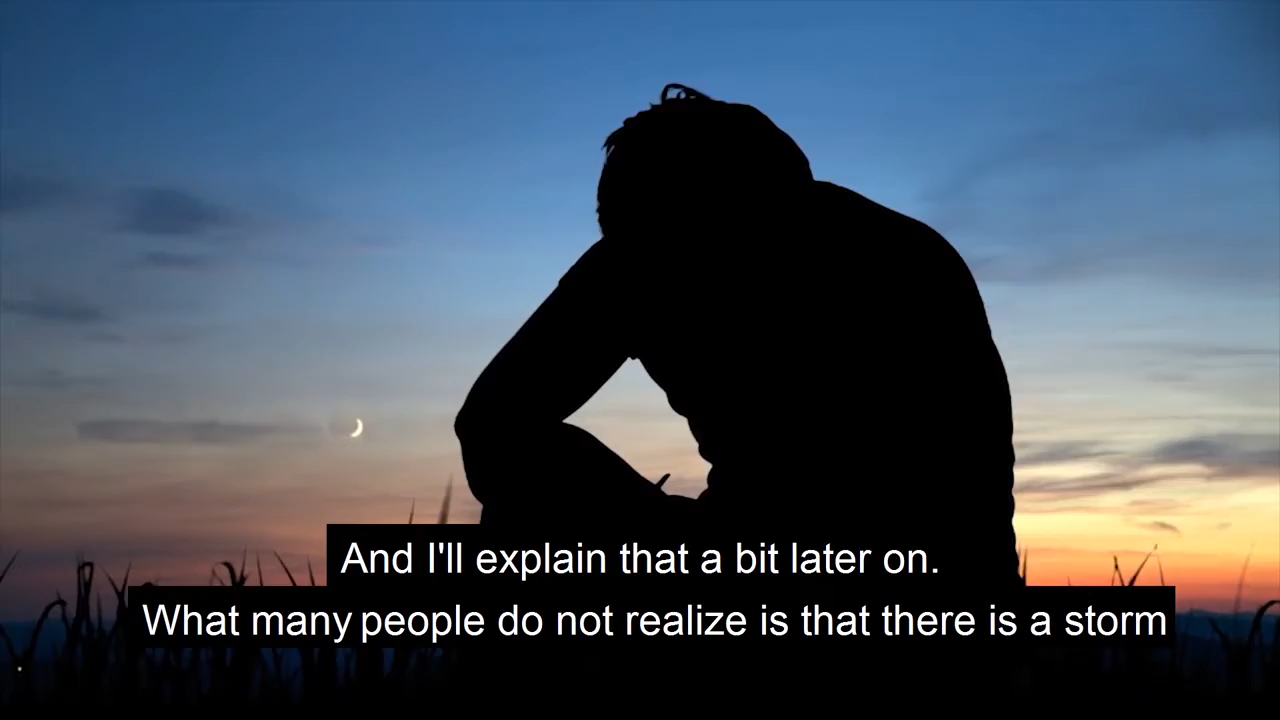 And I'll explain that a bit later on.
What many people do not realize is that there is a storm